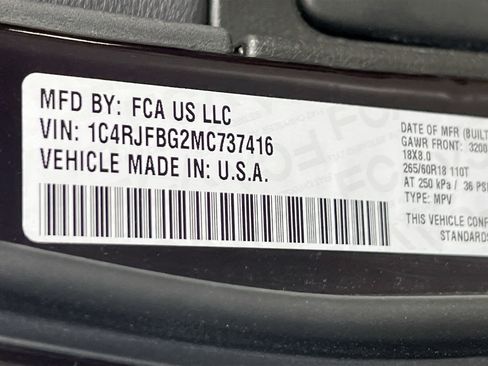 MFD BY: FCA US LLC
VIN: 1C4RJFBG2MC737416
VEHICLE MADE IN: U.S.A.
DATE OF MFR (BUILT
GAWR FRONT: 3200
18X8.0
265/60R18 110T
AT 250 kPa / 36 PSI
TYPE: MPV
THIS VEHICLE CONF
STANDARDS